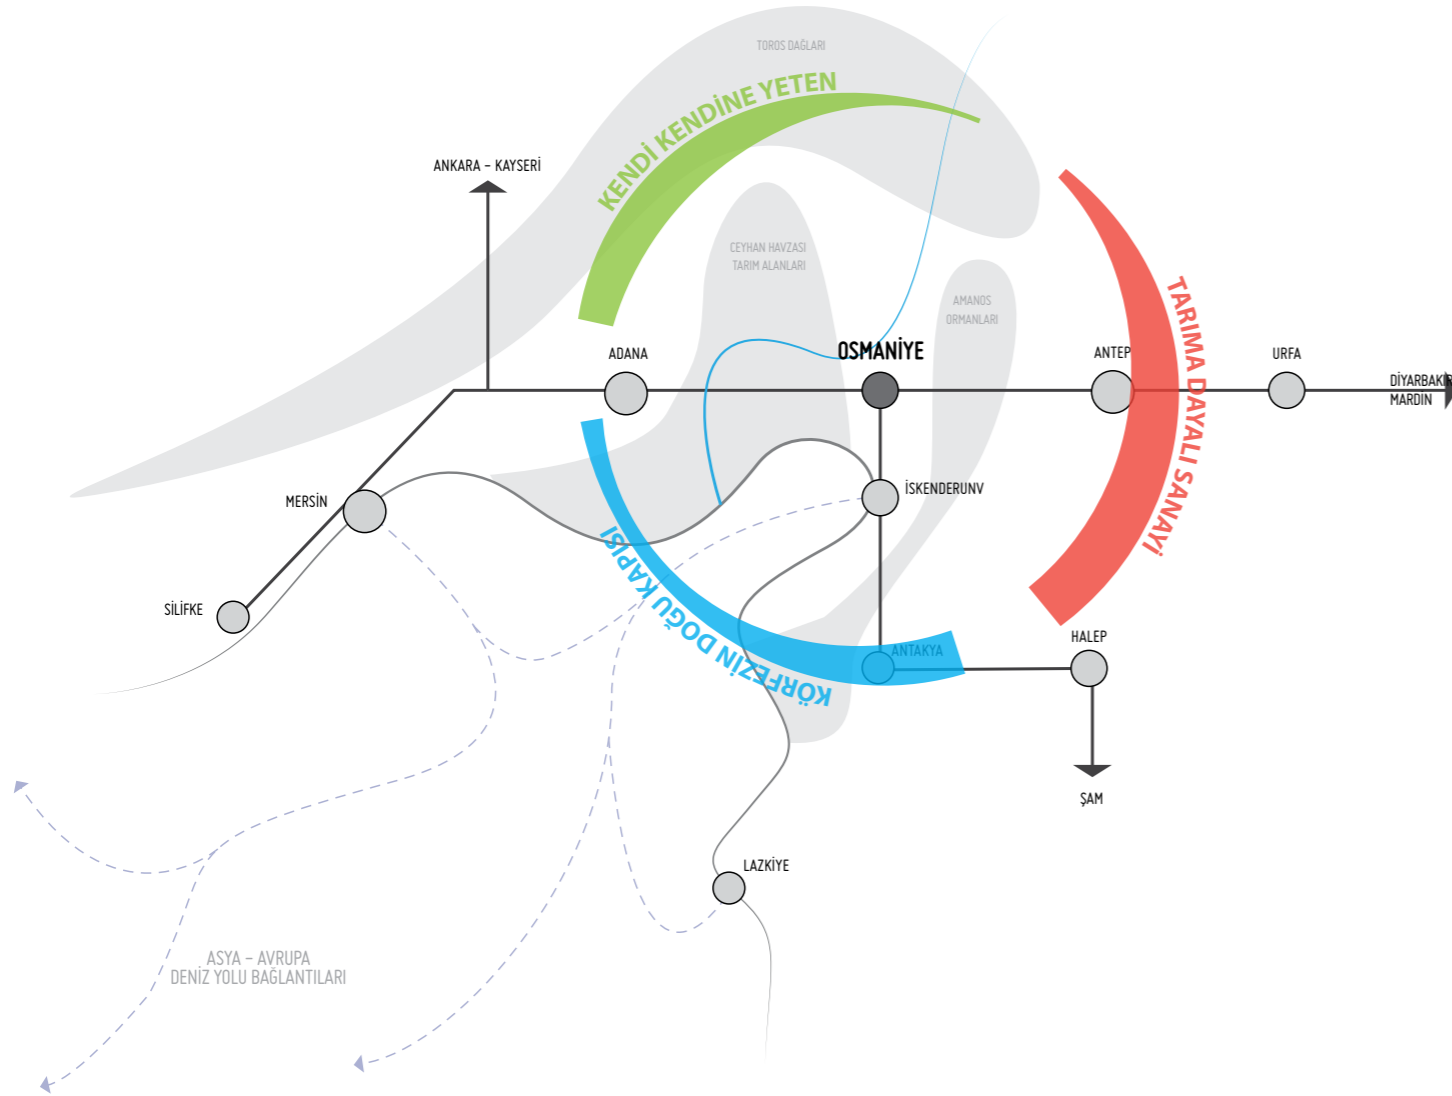 TOROS DAĞLARI
KENDİ KENDİNE YETEN
ANKARA - KAYSERİ
CEYHAN HAVZASI
TARIM ALANLARI
AMANOS
ORMANLARI
TARIMA DAYALI SANAYİ
ADANA
OSMANİYE
ANTEP
URFA
DİYARBAKIR
MARDİN
MERSİN
İSKENDERUNV
SİLİFKE
KÖRFEZİN DOĞU KAPISI
ANTAKYA
HALEP
ŞAM
LAZKİYE
ASYA - AVRUPA
DENİZ YOLU BAĞLANTILARI